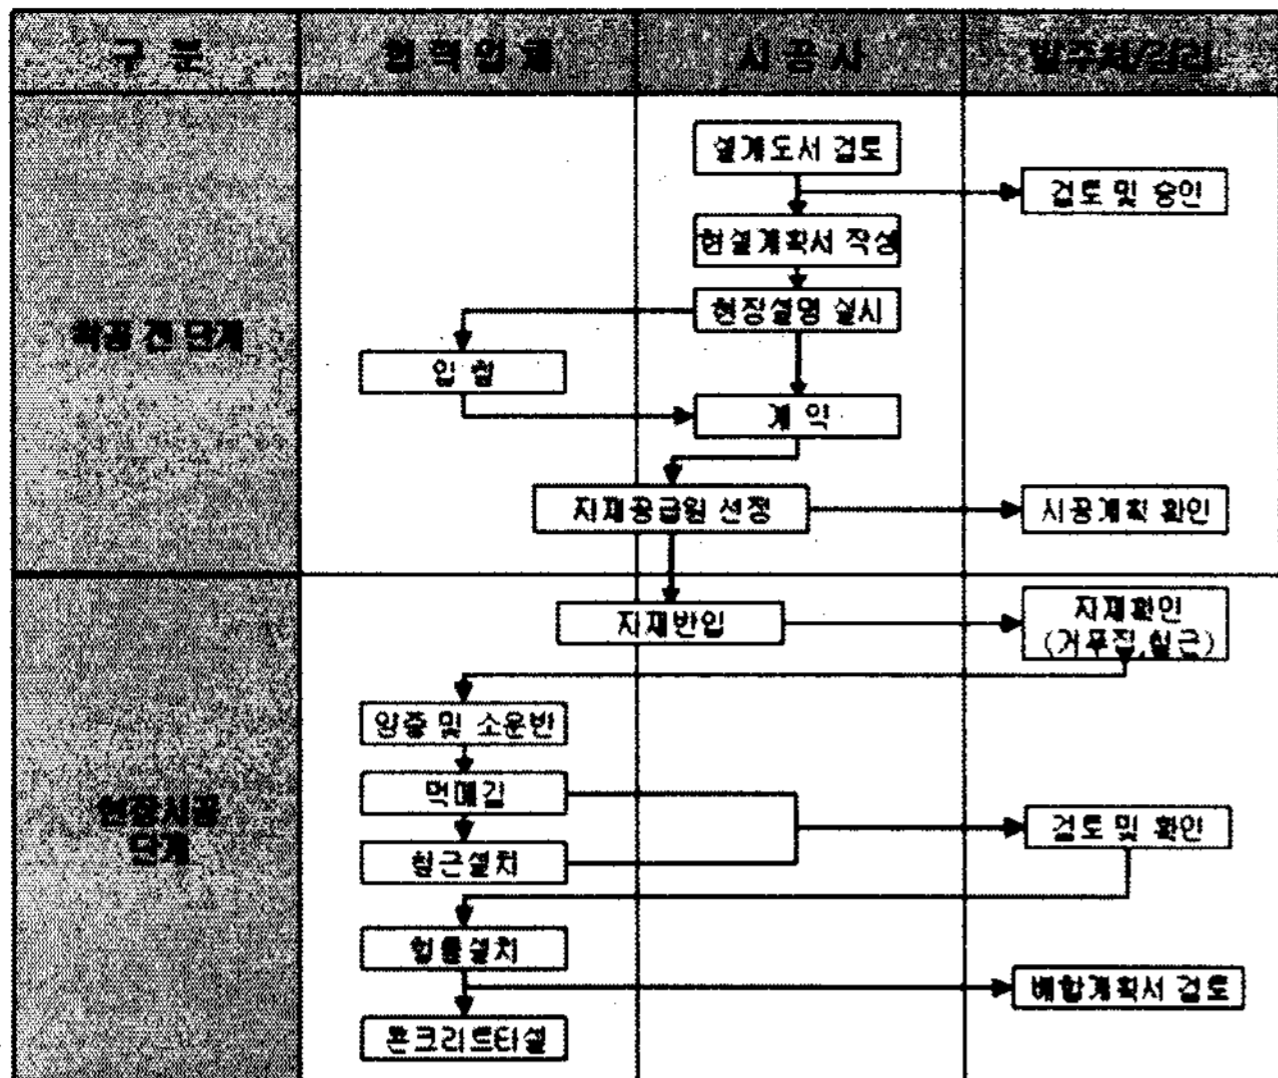 구 분
협 력 업 체
시 공 사
발주처/감리
착공 전 단계
설계도서 검토
검토 및 승인
현설계획서 작성
현장설명 실시
입 찰
계 약
자재공급원 선정
시공계획 확인
현장시공
단계
자재반입
자재확인
(거푸집,철근)
양중 및 소운반
먹매김
철근설치
검토 및 확인
형틀설치
배합계획서 검토
콘크리트타설